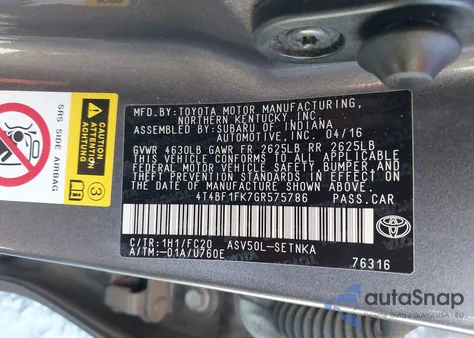 SRS SIDE AIRBAG
CAUTION
ATTENTION
ACHTUNG
3
MFD.BY:TOYOTA MOTOR MANUFACTURING,
NORTHERN KENTUCKY, INC.
ASSEMBLED BY:SUBARU OF INDIANA
AUTOMOTIVE, INC. 04/16
GVWR 4630LB GAWR FR 2625LB RR 2625LB
THIS VEHICLE CONFORMS TO ALL APPLICABLE
FEDERAL MOTOR VEHICLE SAFETY, BUMPER, AND
THEFT PREVENTION STANDARDS IN EFFECT ON
THE DATE OF MANUFACTURE SHOWN ABOVE.
4T4BF1FK7GR575786 PASS.CAR
C/TR:1H1/FC20 ASV50L-SETNKA
A/TM:-01A/U760E
TOYOTA
76316
autoSnap